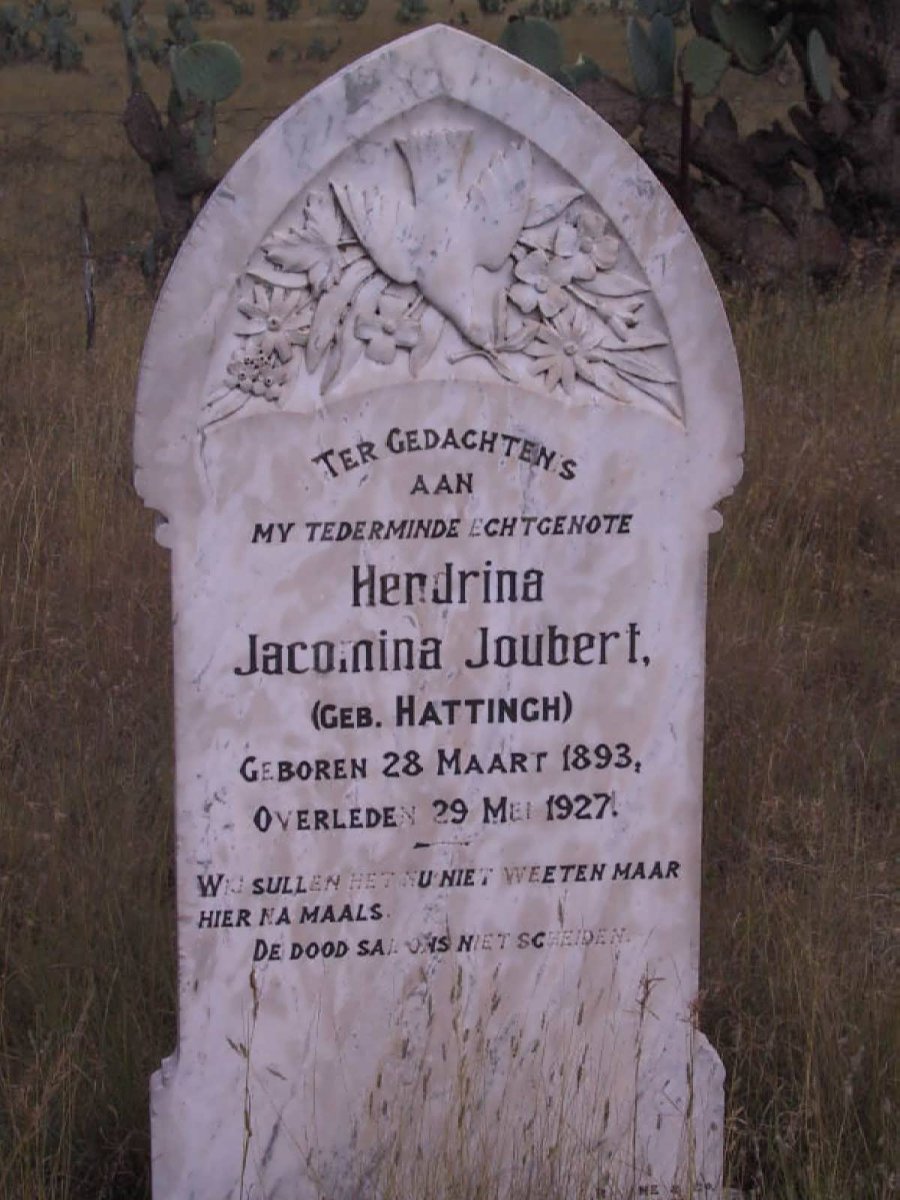 TER GEDACHTENS
AAN
MY TEDERMINDE ECHTGENOTE
Hendrina
Jacomina Joubert,
(GEB. HATTINGH)
GEBOREN 28 MAART 1893,
OVERLEDEN 29 MEI 1927.
WIJ SULLEN HET NU NIET WEETEN MAAR
HIER NA MAALS.
DE DOOD SAL ONS NIET SCHEIDEN.